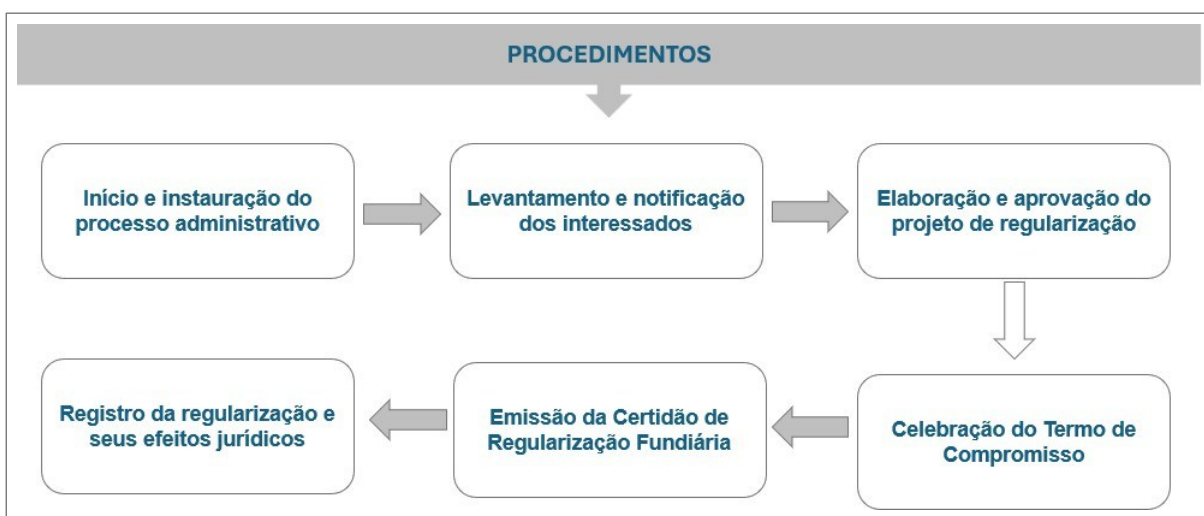 PROCEDIMENTOS
Início e instauração do
processo administrativo
Levantamento e notificação
dos interessados
Elaboração e aprovação do
projeto de regularização
Celebração do Termo de
Compromisso
Emissão da Certidão de
Regularização Fundiária
Registro da regularização e
seus efeitos jurídicos